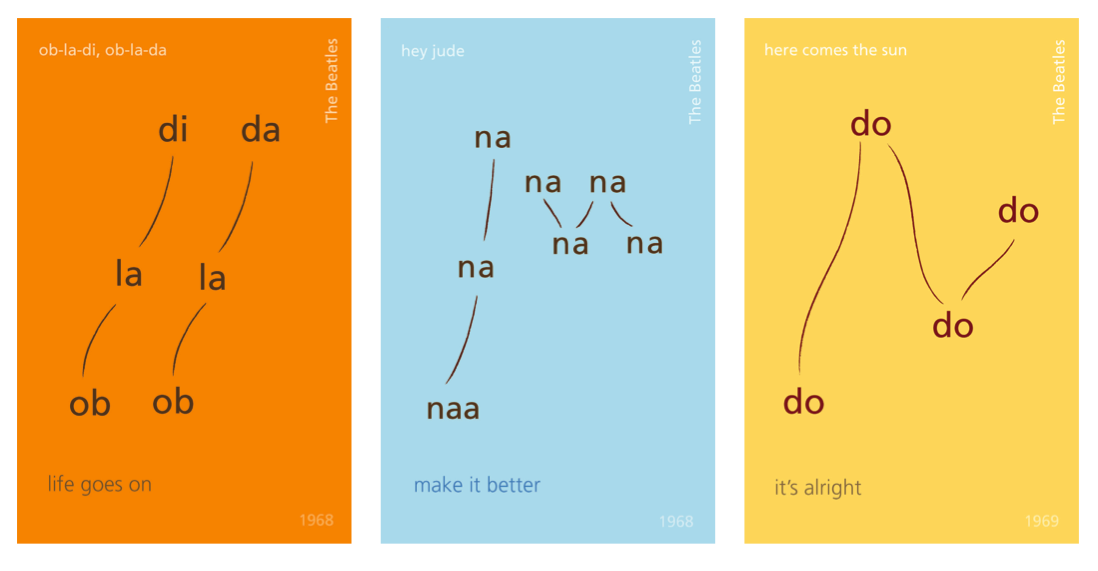 ob-la-di, ob-la-da
The Beatles
di da
la la
ob ob
life goes on
1968
hey jude
The Beatles
na
na na
na na
na
naa
make it better
1968
here comes the sun
The Beatles
do
do
do
do
it's alright
1969